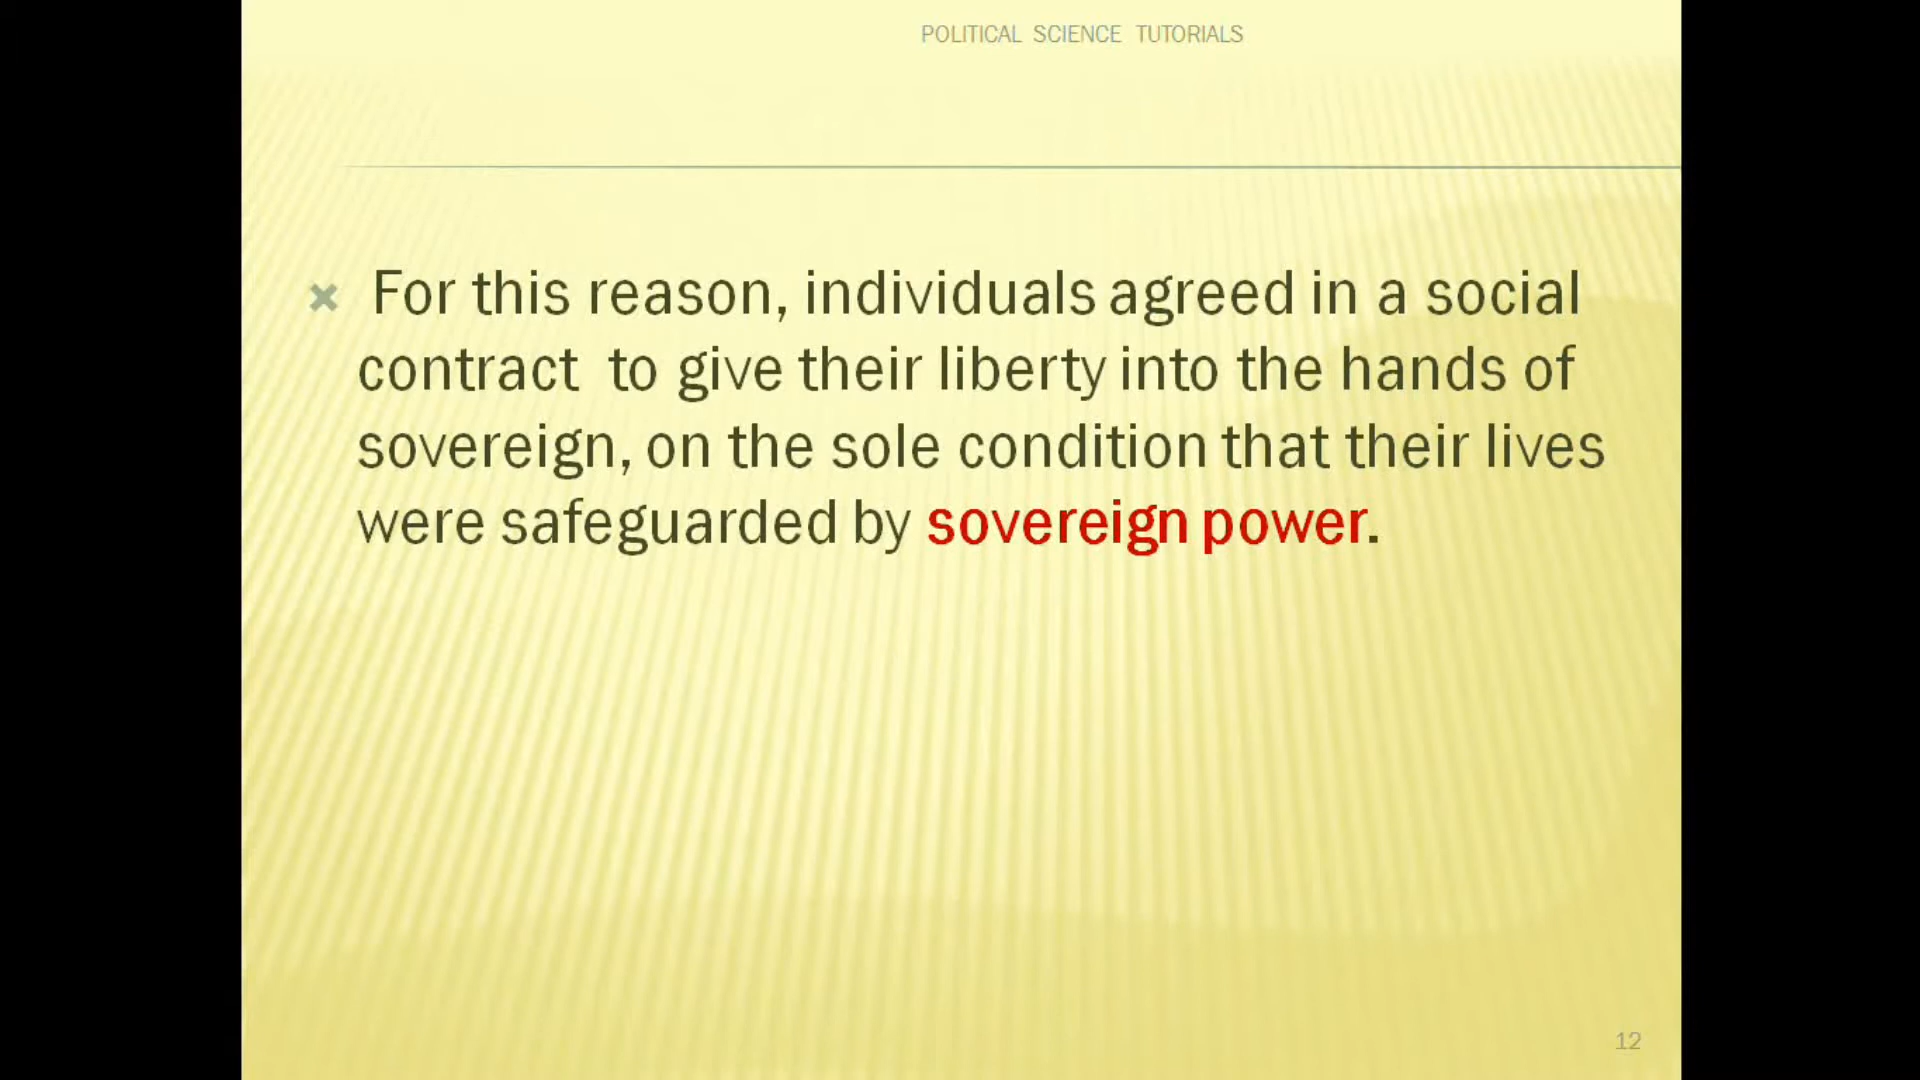 POLITICAL SCIENCE TUTORIALS
For this reason, individuals agreed in a social
contract to give their liberty into the hands of
sovereign, on the sole condition that their lives
were safeguarded by sovereign power.
12